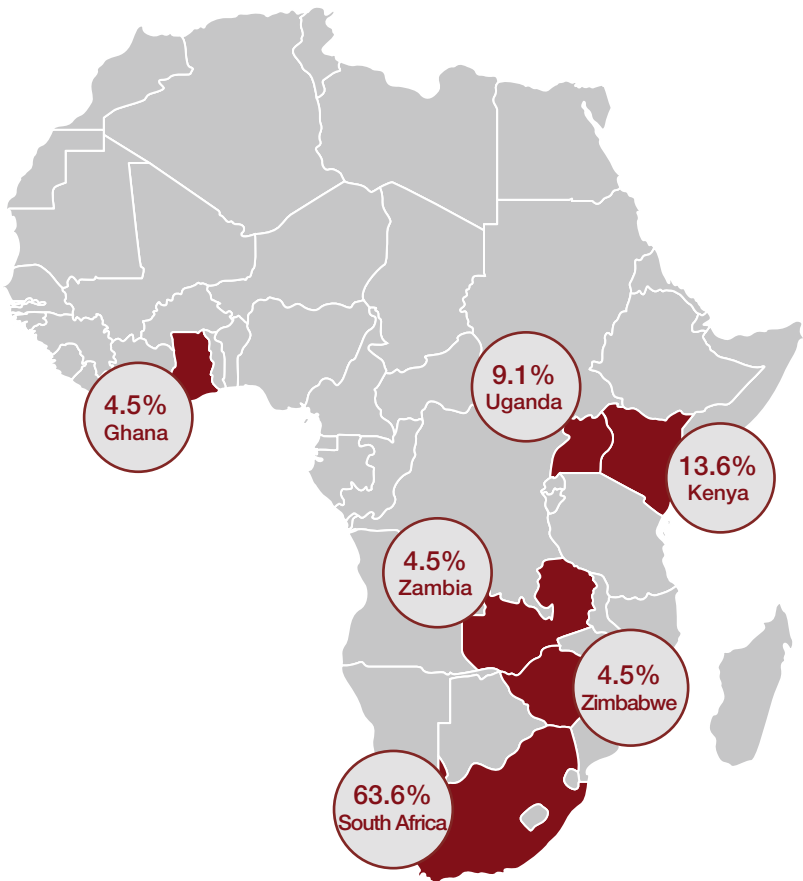 9.1%
Uganda
4.5%
Ghana
13.6%
Kenya
4.5%
Zambia
4.5%
Zimbabwe
63.6%
South Africa